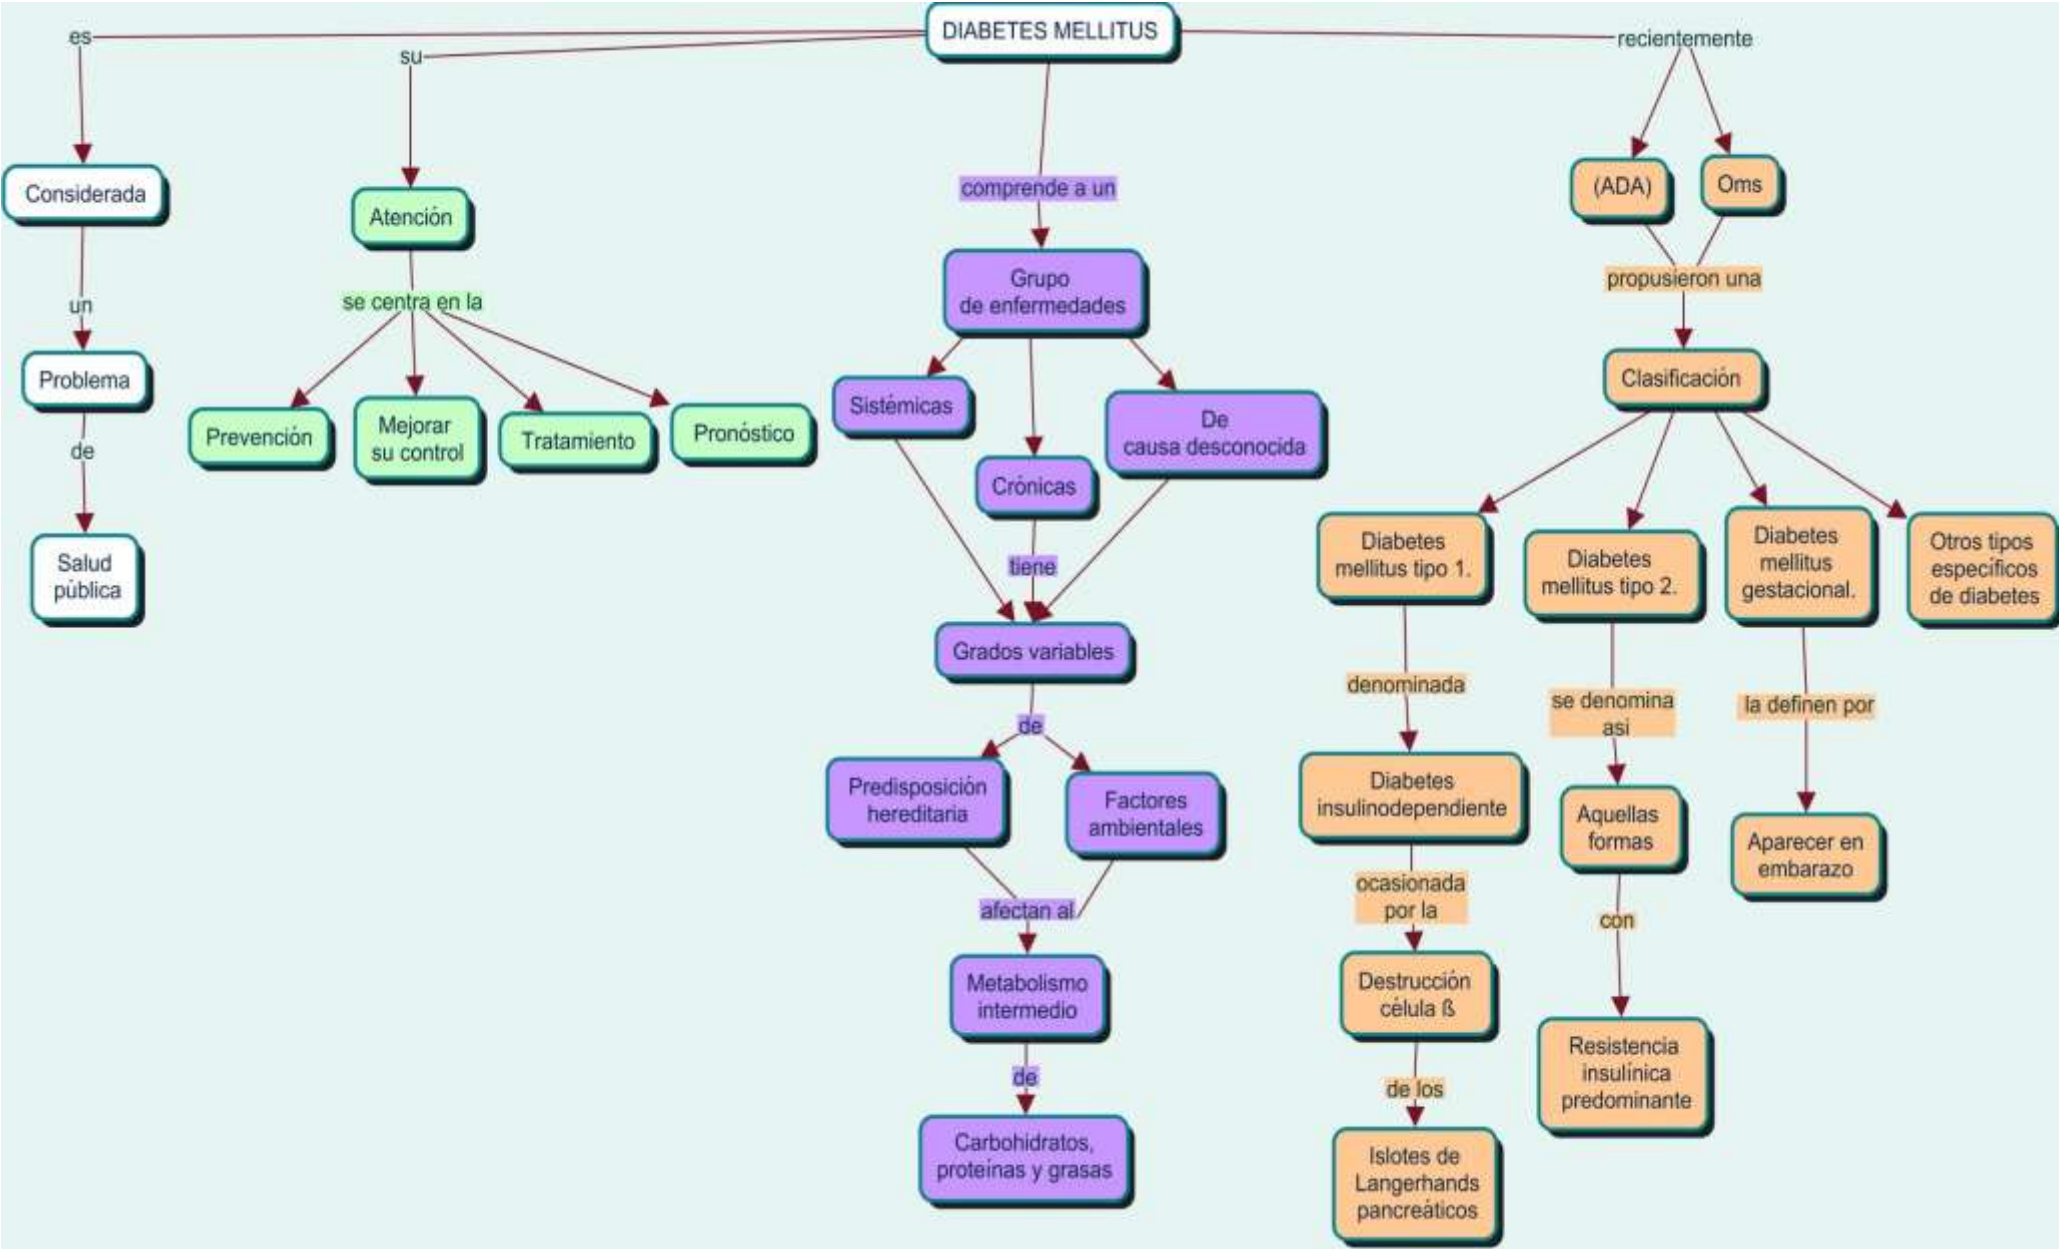 DIABETES MELLITUS
es
Considerada
un
Problema
de
Salud
pública
su
Atención
se centra en la
Prevención
Mejorar
su control
Tratamiento
Pronóstico
comprende a un
Grupo
de enfermedades
Sistémicas
Crónicas
De
causa desconocida
tiene
Grados variables
de
Predisposición
hereditaria
Factores
ambientales
afectan al
Metabolismo
intermedio
de
Carbohidratos,
proteínas y grasas
recientemente
(ADA)
Oms
propusieron una
Clasificación
Diabetes
mellitus tipo 1.
denominada
Diabetes
insulinodependiente
ocasionada
por la
Destrucción
célula ß
de los
Islotes de
Langerhands
pancreáticos
Diabetes
mellitus tipo 2.
se denomina
asi
Aquellas
formas
con
Resistencia
insulínica
predominante
Diabetes
mellitus
gestacional.
la definen por
Aparecer en
embarazo
Otros tipos
específicos
de diabetes